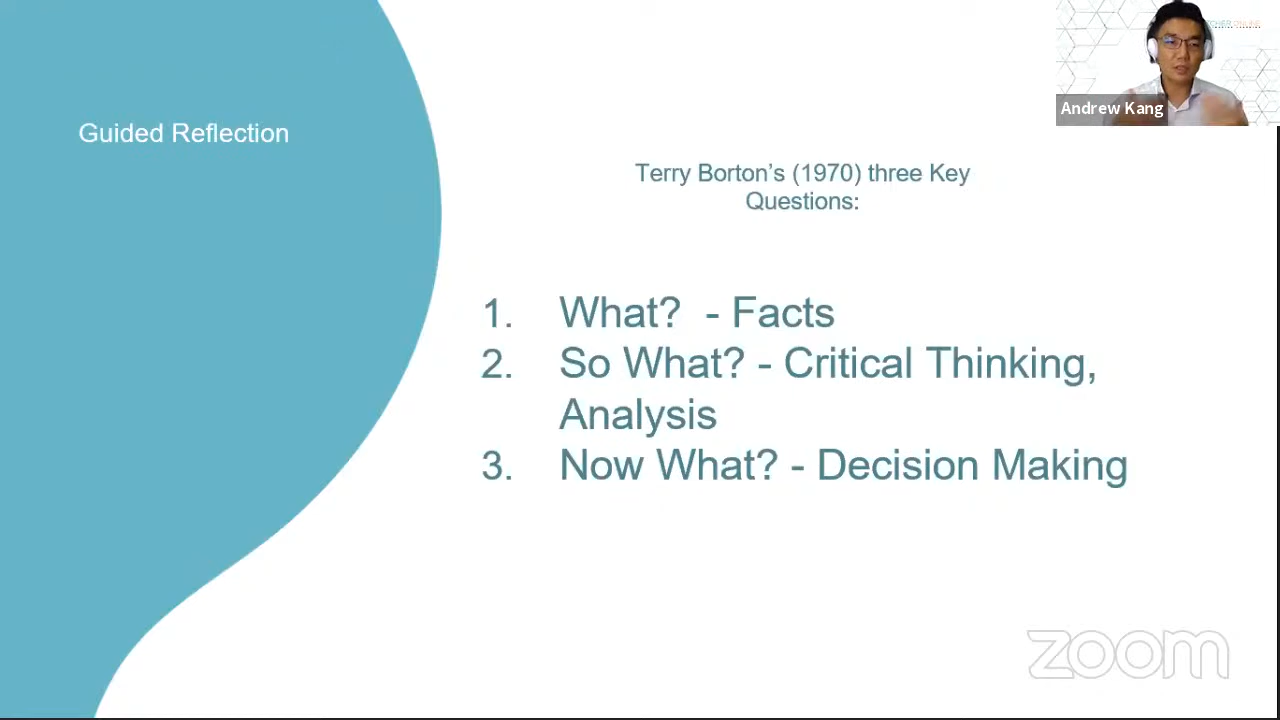 Guided Reflection
Terry Borton's (1970) three Key
Questions:
1. What? - Facts
2. So What? - Critical Thinking,
Analysis
3. Now What? - Decision Making
ONLINE
Andrew Kang
zoom